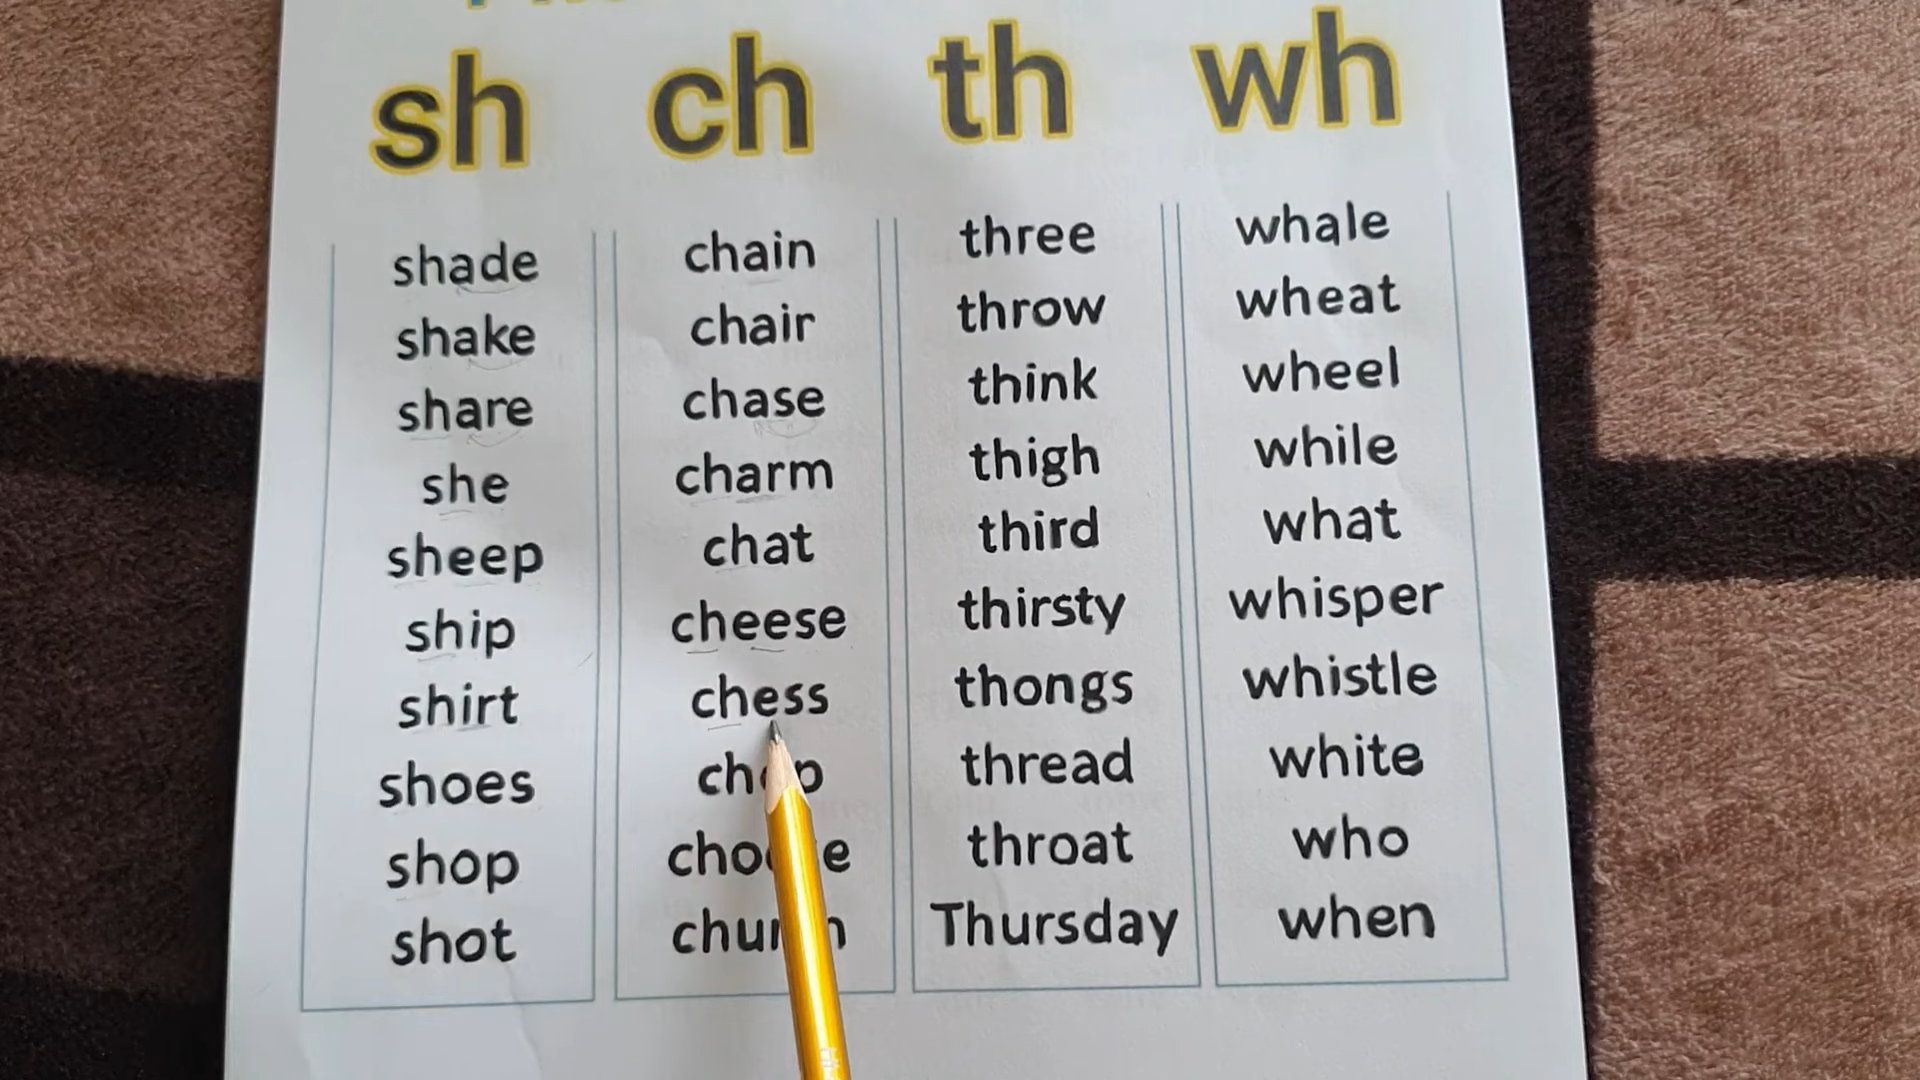 sh ch th wh
shade chain three whale
shake chair throw wheat
share chase think wheel
she charm thigh while
sheep chat third what
ship cheese thirsty whisper
shirt chess thongs whistle
shoes thread white
shop throat who
shot Thursday when